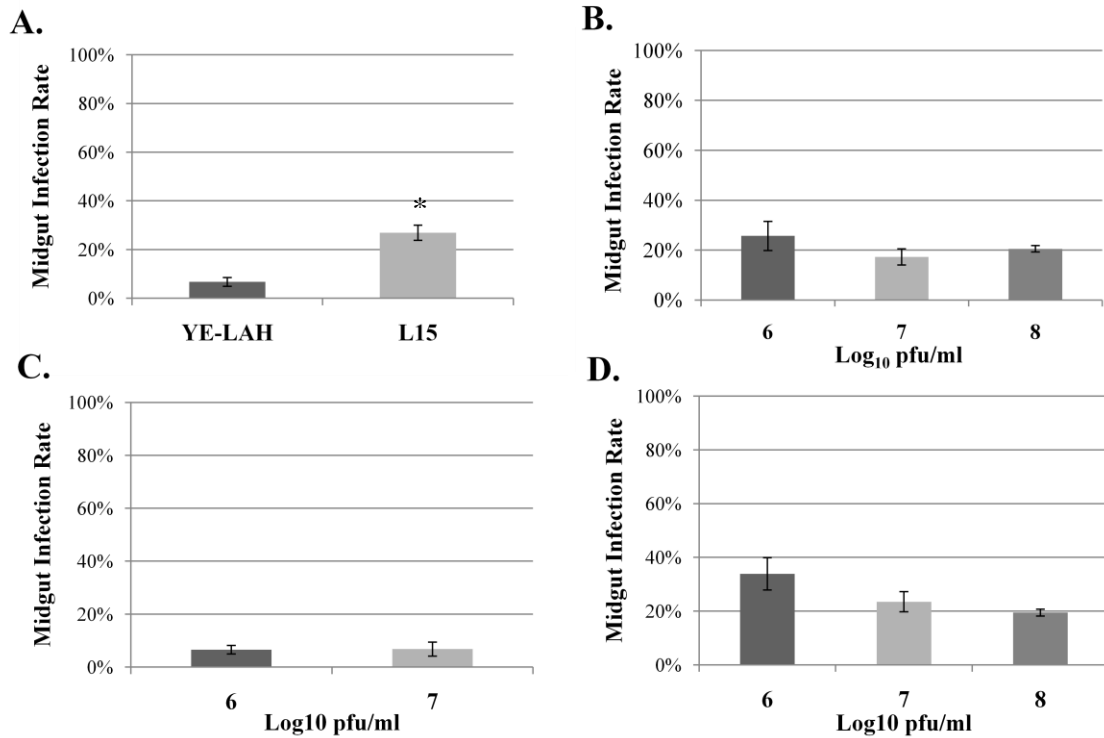 A.
Midgut Infection Rate
100%
80%
60%
40%
20%
0%
*
YE-LAH L15
B.
Midgut Infection Rate
100%
80%
60%
40%
20%
0%
6 7 8
Log10 pfu/ml
C.
Midgut Infection Rate
100%
80%
60%
40%
20%
0%
6 7
Log10 pfu/ml
D.
Midgut Infection Rate
100%
80%
60%
40%
20%
0%
6 7 8
Log10 pfu/ml